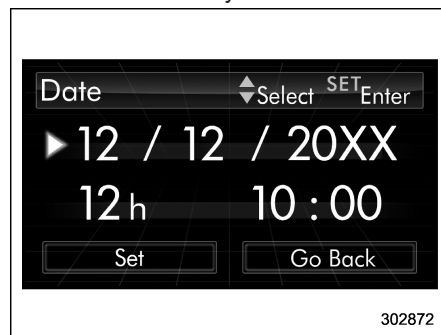 Date Select SET Enter
12 / 12 / 20XX
12h 10:00
Set Go Back
302872